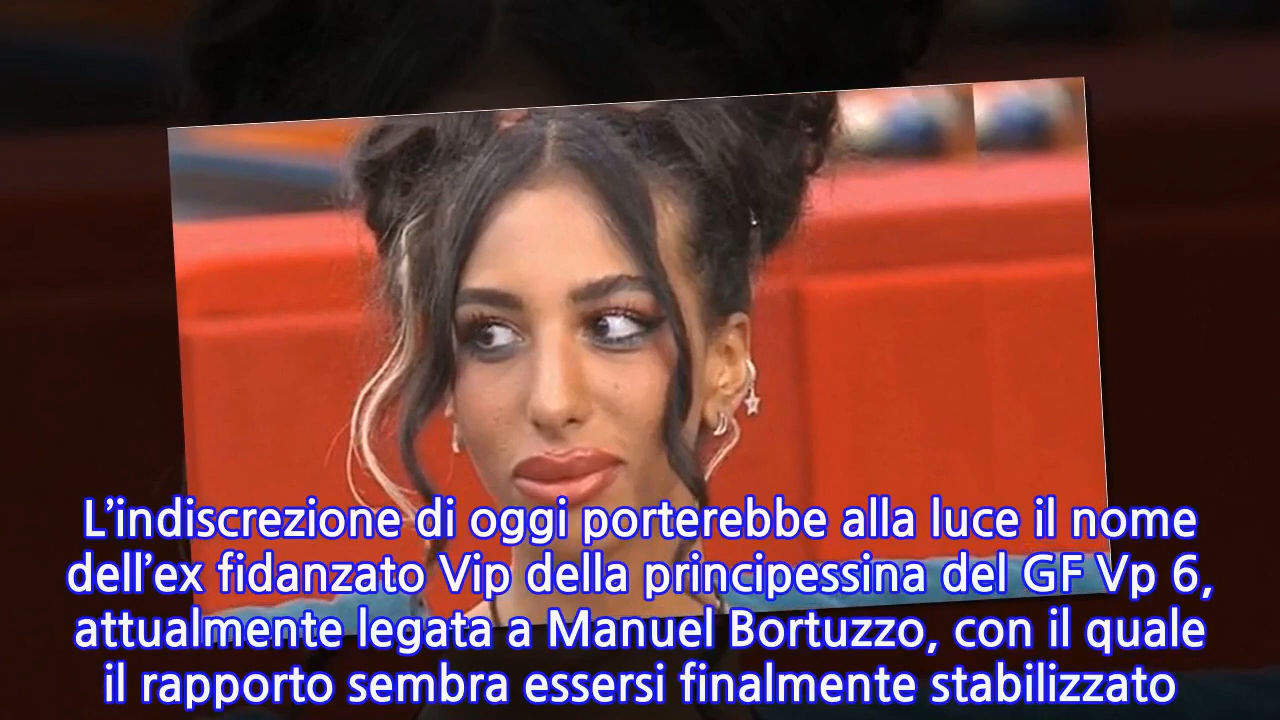 L’indiscrezione di oggi porterebbe alla luce il nome
dell’ex fidanzato Vip della principessina del GF Vp 6,
attualmente legata a Manuel Bortuzzo, con il quale
il rapporto sembra essersi finalmente stabilizzato